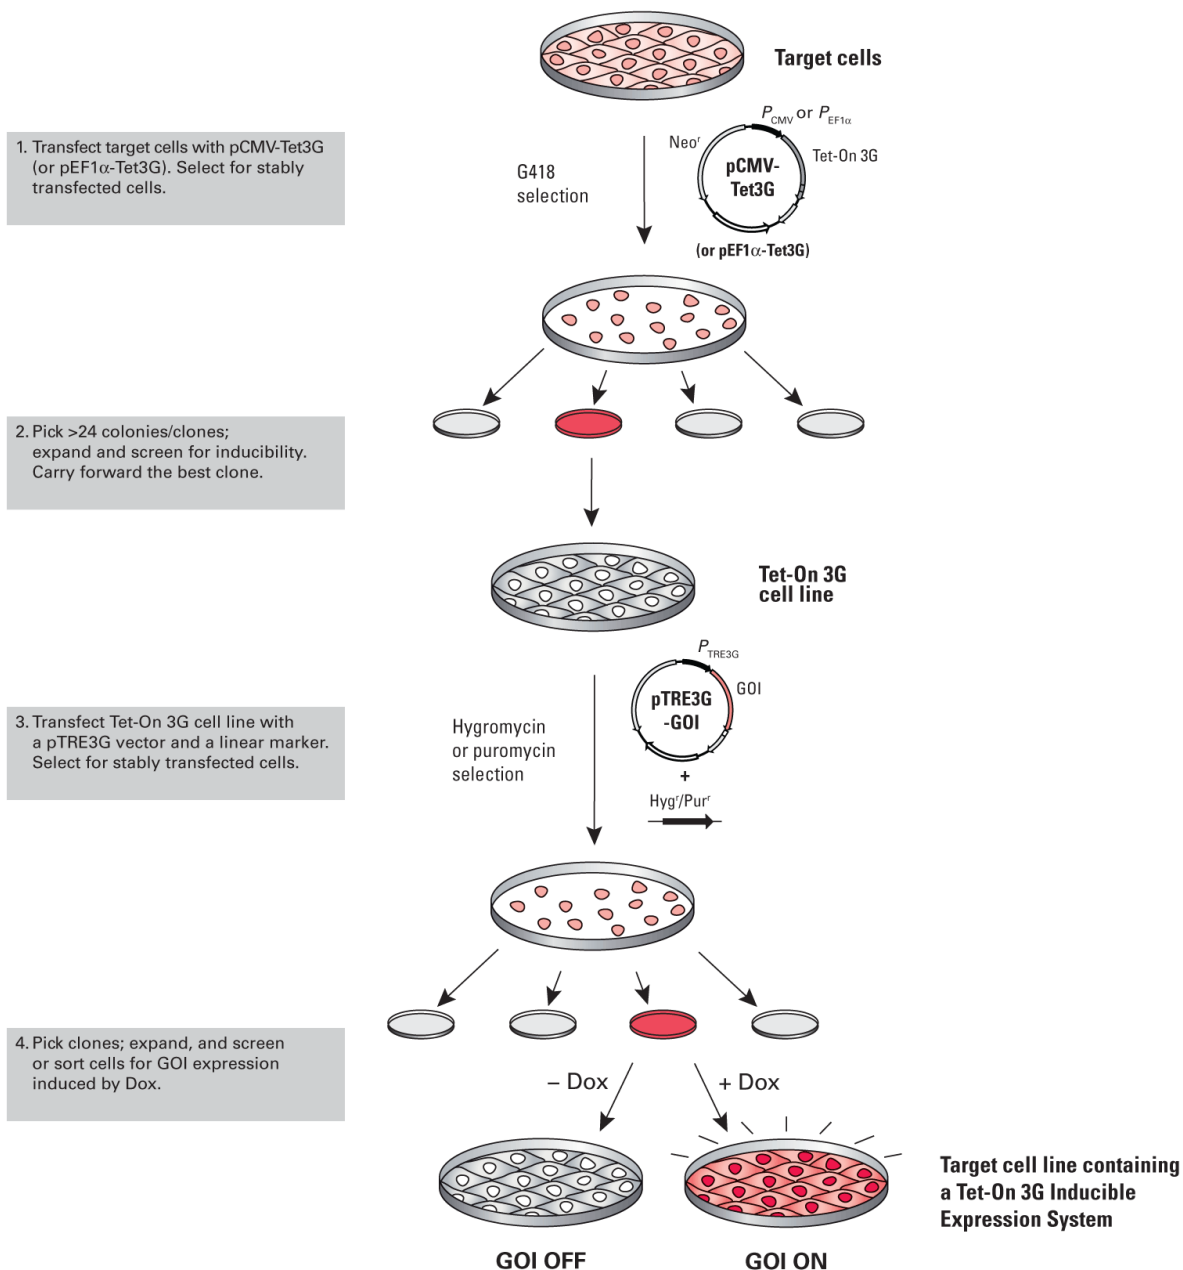 Target cells
P CMV or P EF1α
Neoʳ
Tet-On 3G
pCMV-
Tet3G
(or pEF1α-Tet3G)
1. Transfect target cells with pCMV-Tet3G
(or pEF1α-Tet3G). Select for stably
transfected cells.
G418
selection
2. Pick >24 colonies/clones;
expand and screen for inducibility.
Carry forward the best clone.
Tet-On 3G
cell line
P TRE3G
GOI
pTRE3G
-GOI
+
Hygʳ/Purʳ
3. Transfect Tet-On 3G cell line with
a pTRE3G vector and a linear marker.
Select for stably transfected cells.
Hygromycin
or puromycin
selection
4. Pick clones; expand, and screen
or sort cells for GOI expression
induced by Dox.
– Dox
+ Dox
Target cell line containing
a Tet-On 3G Inducible
Expression System
GOI OFF
GOI ON